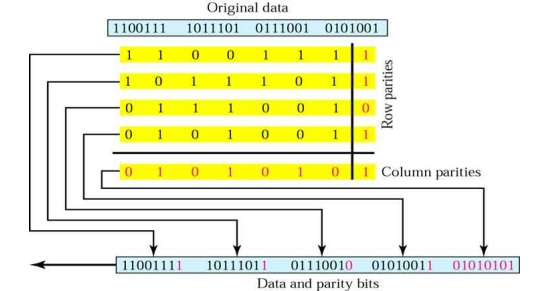 Original data
1100111 1011101 0111001 0101001
1 1 0 0 1 1 1 1
1 0 1 1 1 0 1 1
0 1 1 1 0 0 1 0
0 1 0 1 0 0 1 1
Row parities
0 1 0 1 0 1 0 1 Column parities
11001111 10111011 01110010 01010011 01010101
Data and parity bits